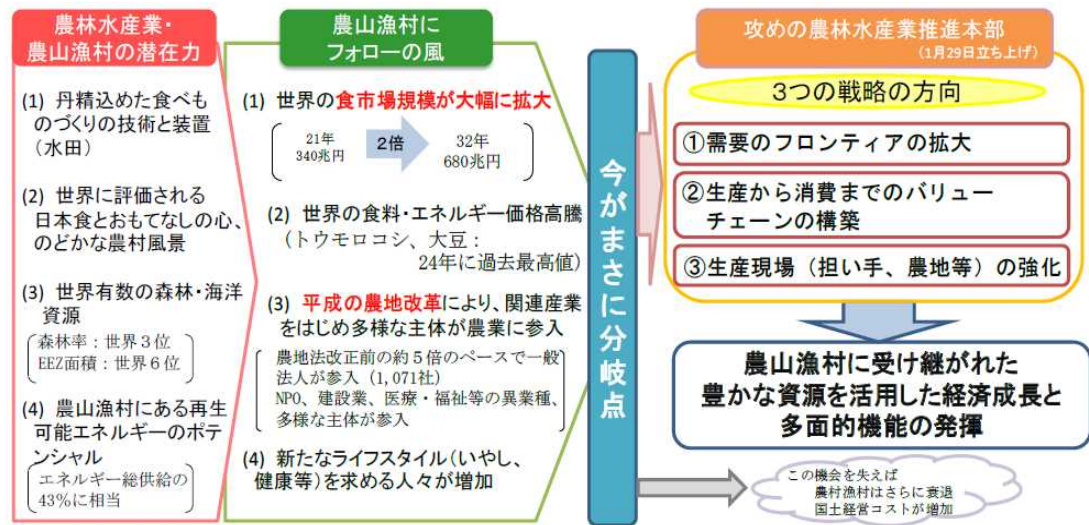 農林水産業・
農山漁村の潜在力
(1) 丹精込めた食べも
のづくりの技術と装置
(水田)
(2) 世界に評価される
日本食とおもてなしの心、
のどかな農村風景
(3) 世界有数の森林・海洋
資源
森林率：世界３位
EEZ面積：世界６位
(4) 農山漁村にある再生
可能エネルギーのポテ
ンシャル
エネルギー総供給の
43％に相当
農山漁村に
フォローの風
(1) 世界の食市場規模が大幅に拡大
21年
340兆円
２倍
32年
680兆円
(2) 世界の食料・エネルギー価格高騰
（トウモロコシ、大豆：
24年に過去最高値）
(3) 平成の農地改革により、関連産業
をはじめ多様な主体が農業に参入
農地法改正前の約５倍のペースで一般
法人が参入（1,071社）
NPO、建設業、医療・福祉等の異業種、
多様な主体が参入
(4) 新たなライフスタイル（いやし、
健康等）を求める人々が増加
今がまさに分岐点
攻めの農林水産業推進本部
（1月29日立ち上げ）
３つの戦略の方向
①需要のフロンティアの拡大
②生産から消費までのバリュー
チェーンの構築
③生産現場（担い手、農地等）の強化
農山漁村に受け継がれた
豊かな資源を活用した経済成長と
多面的機能の発揮
この機会を失えば
農村漁村はさらに衰退
国土経営コストが増加